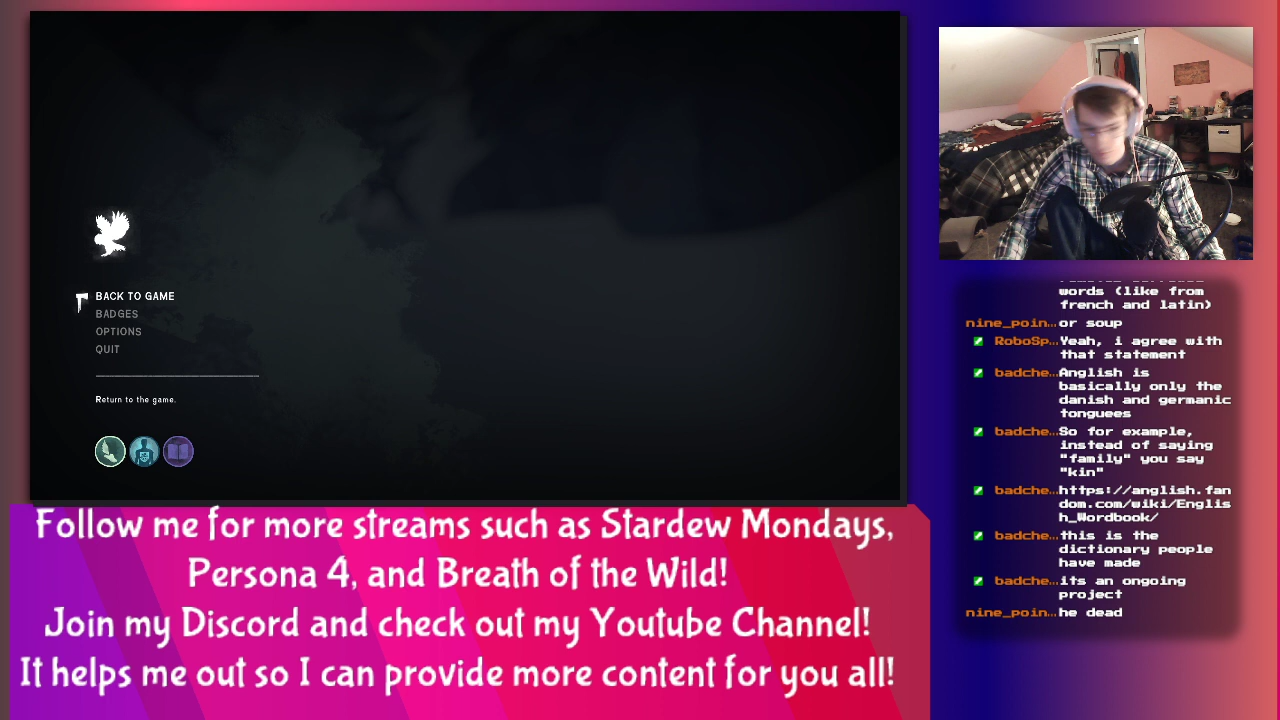 BACK TO GAME
BADGES
OPTIONS
QUIT
Return to the game.
words (like from
french and latin)
nine_poin... or soup
RoboSp... Yeah, i agree with
that statement
badche... Anglish is
basically only the
danish and germanic
tonguees
badche... So for example,
instead of saying
"family" you say
"kin"
badche... https://anglish.fan
dom.com/wiki/Englis
h_Wordbook/
badche... this is the
dictionary people
have made
badche... its an ongoing
project
nine_poin... he dead
Follow me for more streams such as Stardew Mondays,
Persona 4, and Breath of the Wild!
Join my Discord and check out my Youtube Channel!
It helps me out so I can provide more content for you all!